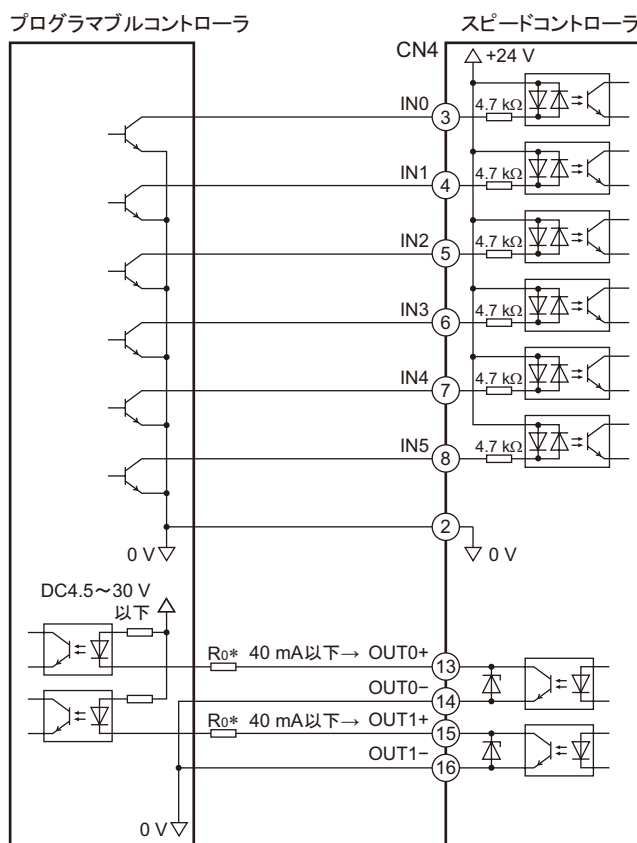 プログラマブルコントローラ
スピードコントローラ
CN4
+24 V
IN0
3
4.7 kΩ
IN1
4
4.7 kΩ
IN2
5
4.7 kΩ
IN3
6
4.7 kΩ
IN4
7
4.7 kΩ
IN5
8
4.7 kΩ
2
0 V
0 V
DC4.5~30 V
以下
R0* 40 mA以下→ OUT0+
13
OUT0−
14
R0* 40 mA以下→ OUT1+
15
OUT1−
16
0 V